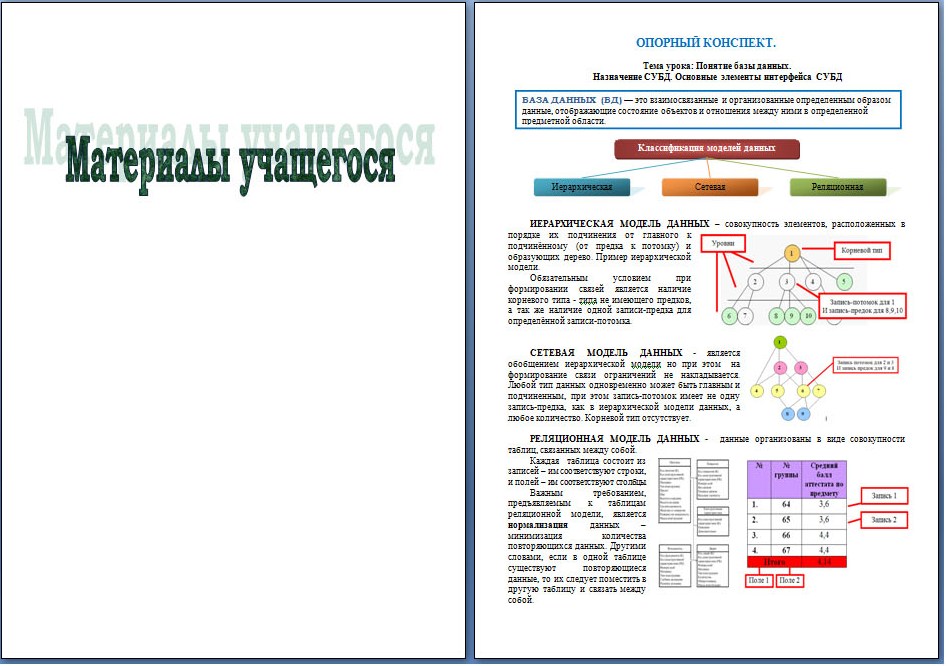 Материалы учащегося
ОПОРНЫЙ КОНСПЕКТ.
Тема урока: Понятие базы данных.
Назначение СУБД. Основные элементы интерфейса СУБД
БАЗА ДАННЫХ (БД) — это взаимосвязанные и организованные определенным образом
данные, отображающие состояние объектов и отношения между ними в определенной
предметной области.
Классификация моделей данных
Иерархическая
Сетевая
Реляционная
ИЕРАРХИЧЕСКАЯ МОДЕЛЬ ДАННЫХ – совокупность элементов, расположенных в
порядке их подчинения от главного к
подчинённому (от предка к потомку) и
образующих дерево. Пример иерархической
модели.
Обязательным условием при
формировании связей является наличие
корневого типа - типа не имеющего предков,
а так же наличие одной записи-предка для
определённой записи-потомка.
Уровни
Корневой тип
1
2 3 4 5
6 7 8 9 10
Запись-потомок для 1
И запись-предок для 8,9,10
СЕТЕВАЯ МОДЕЛЬ ДАННЫХ - является
обобщением иерархической модели но при этом на
формирование связи ограничений не накладывается.
Любой тип данных одновременно может быть главным и
подчиненным, при этом запись-потомок имеет не одну
запись-предка, как в иерархической модели данных, а
любое количество. Корневой тип отсутствует.
1
2 3
4 5 6 7
8 9
Запись потомок для 2 и 3
И запись предок для 9 и 8
РЕЛЯЦИОННАЯ МОДЕЛЬ ДАННЫХ - данные организованы в виде совокупности
таблиц, связанных между собой.
Каждая таблица состоит из
записей – им соответствуют строки,
и полей – им соответствуют столбцы
Важным требованием,
предъявляемым к таблицам
реляционной модели, является
нормализация данных –
минимизация количества
повторяющихся данных. Другими
словами, если в одной таблице
существуют повторяющиеся
данные, то их следует поместить в
другую таблицу и связать между
собой.
№ № группы Средний балл аттестата по предмету
1. 64 3,6
2. 65 3,6
3. 66 4,4
4. 67 4,4
Итого
Запись 1
Запись 2
Поле 1 Поле 2